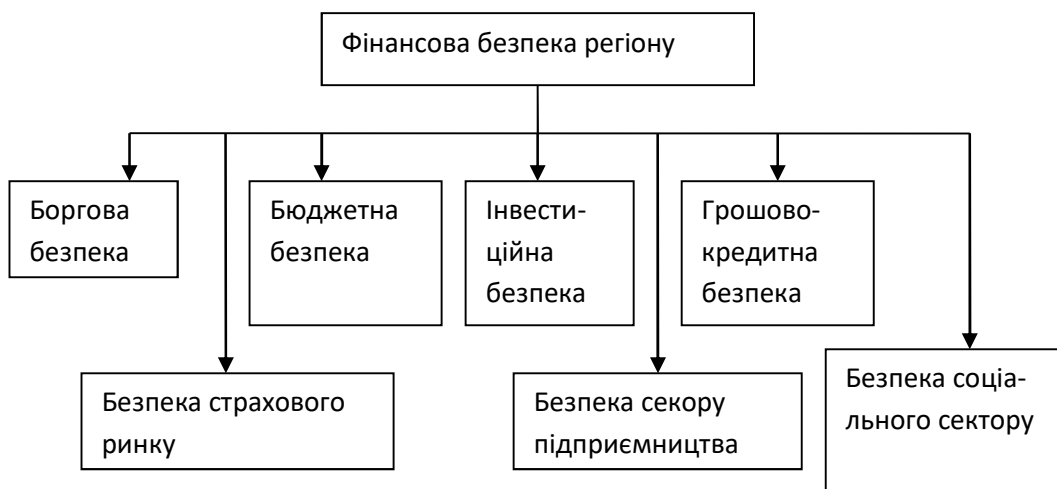 Фінансова безпека регіону
Боргова
безпека
Бюджетна
безпека
Інвести-
ційна
безпека
Грошово-
кредитна
безпека
Безпека страхового
ринку
Безпека секору
підприємництва
Безпека соціа-
льного сектору